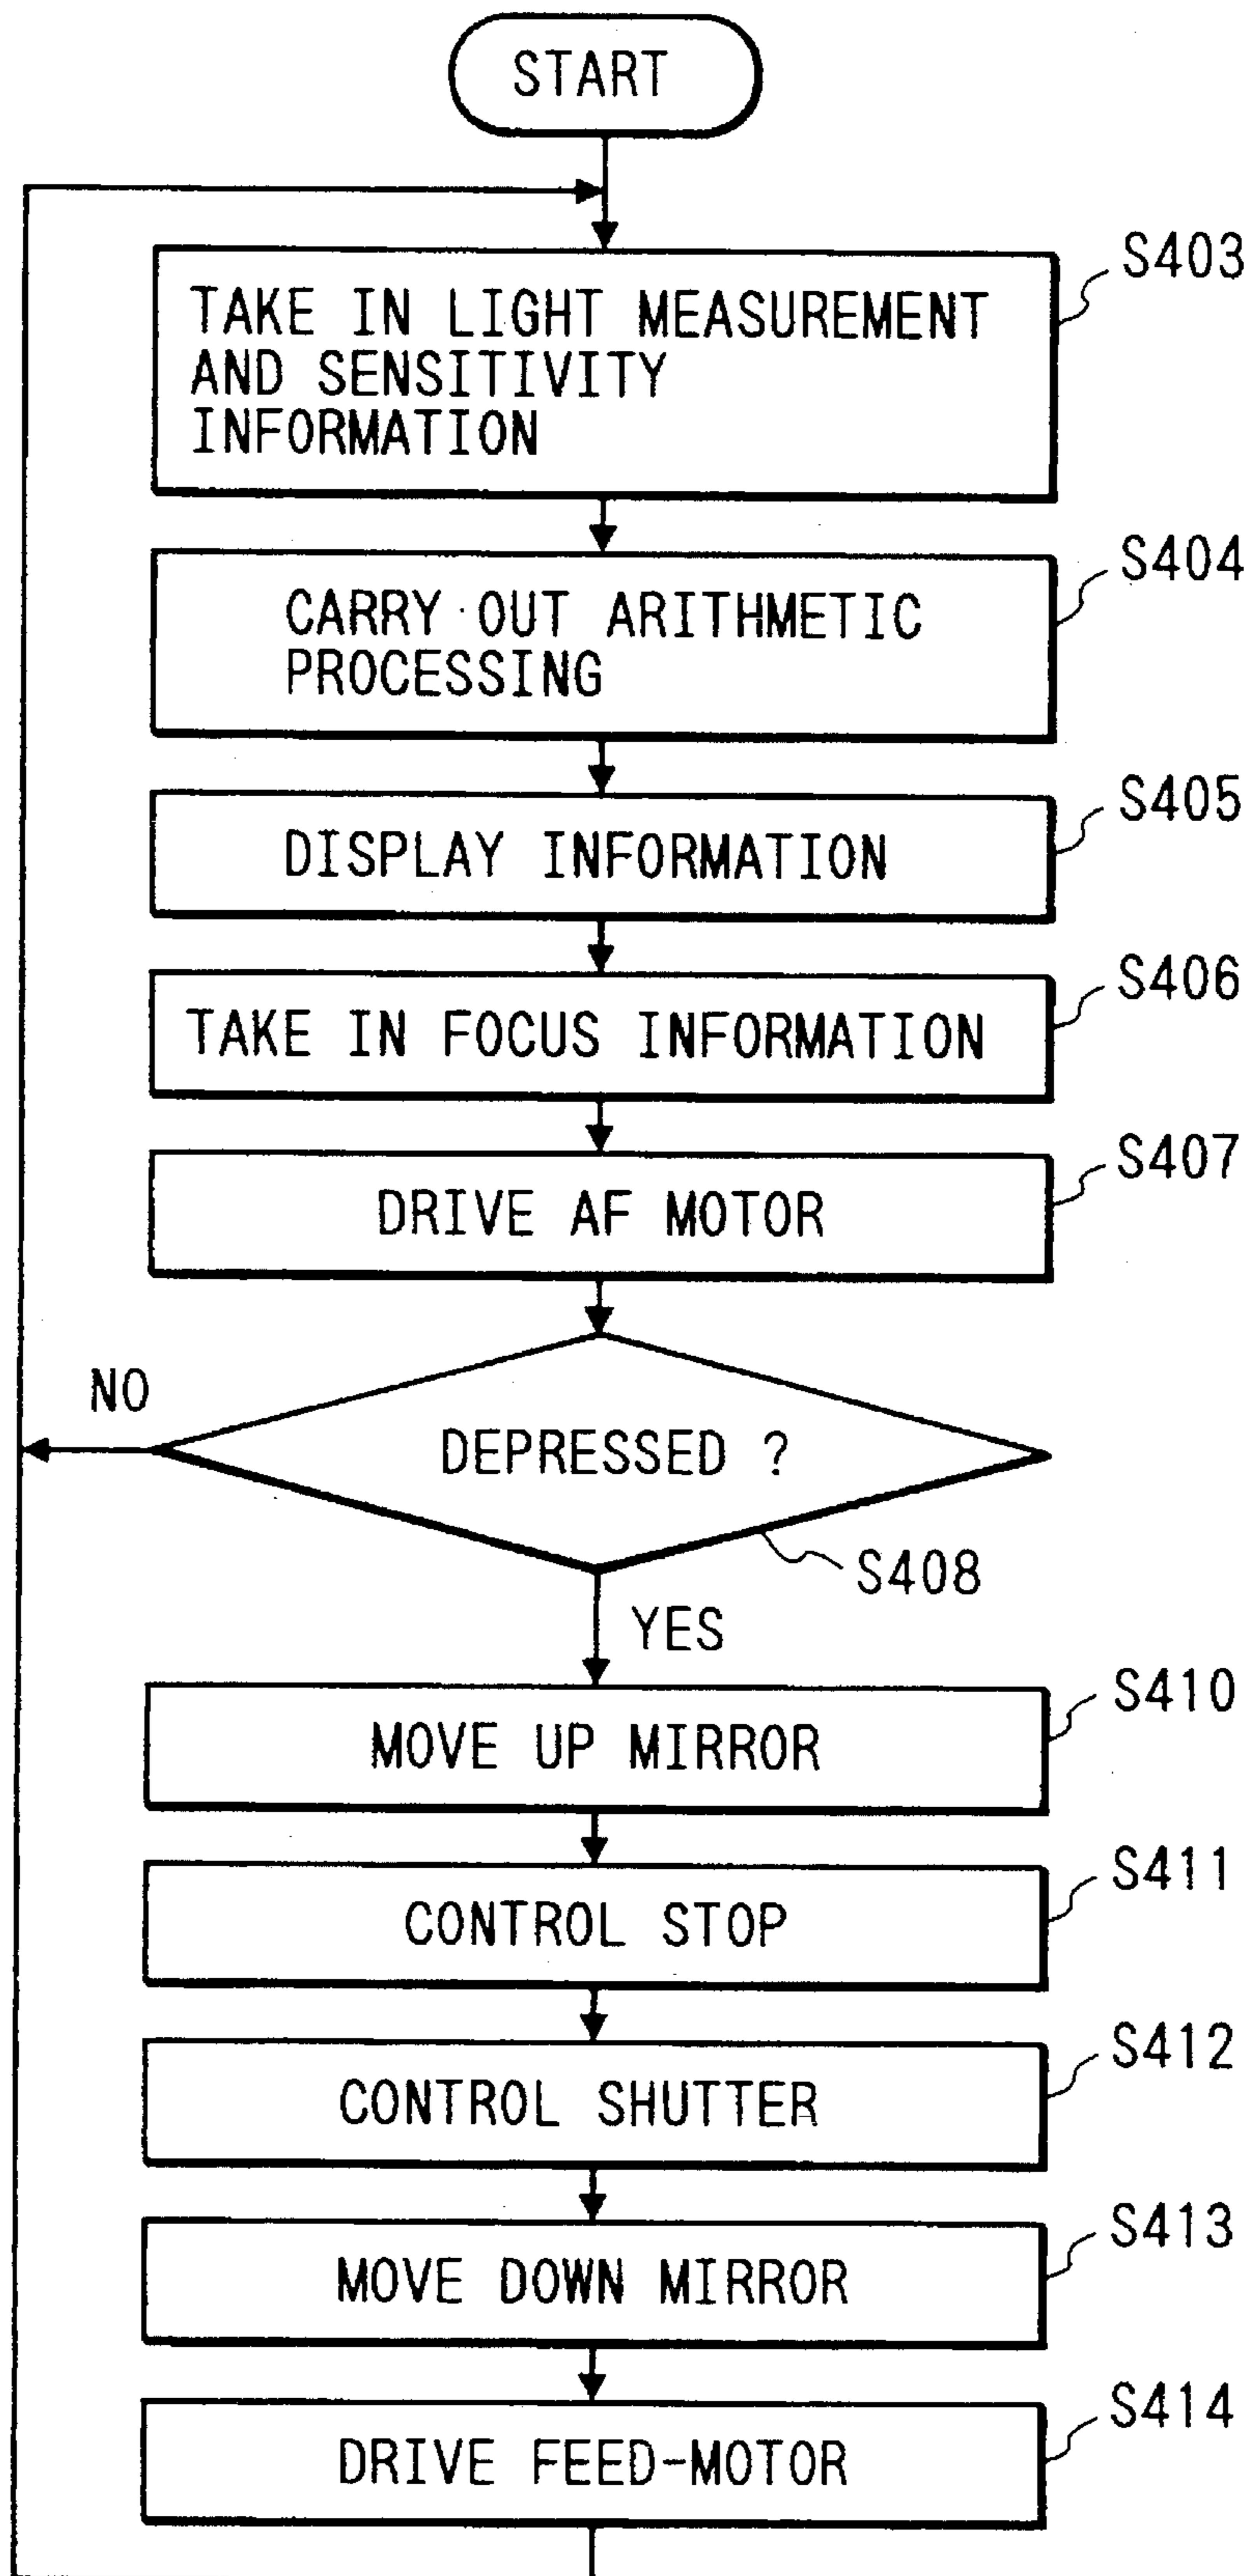 START
S403
TAKE IN LIGHT MEASUREMENT
AND SENSITIVITY
INFORMATION
S404
CARRY OUT ARITHMETIC
PROCESSING
S405
DISPLAY INFORMATION
S406
TAKE IN FOCUS INFORMATION
S407
DRIVE AF MOTOR
NO
DEPRESSED ?
S408
YES
S410
MOVE UP MIRROR
S411
CONTROL STOP
S412
CONTROL SHUTTER
S413
MOVE DOWN MIRROR
S414
DRIVE FEED-MOTOR